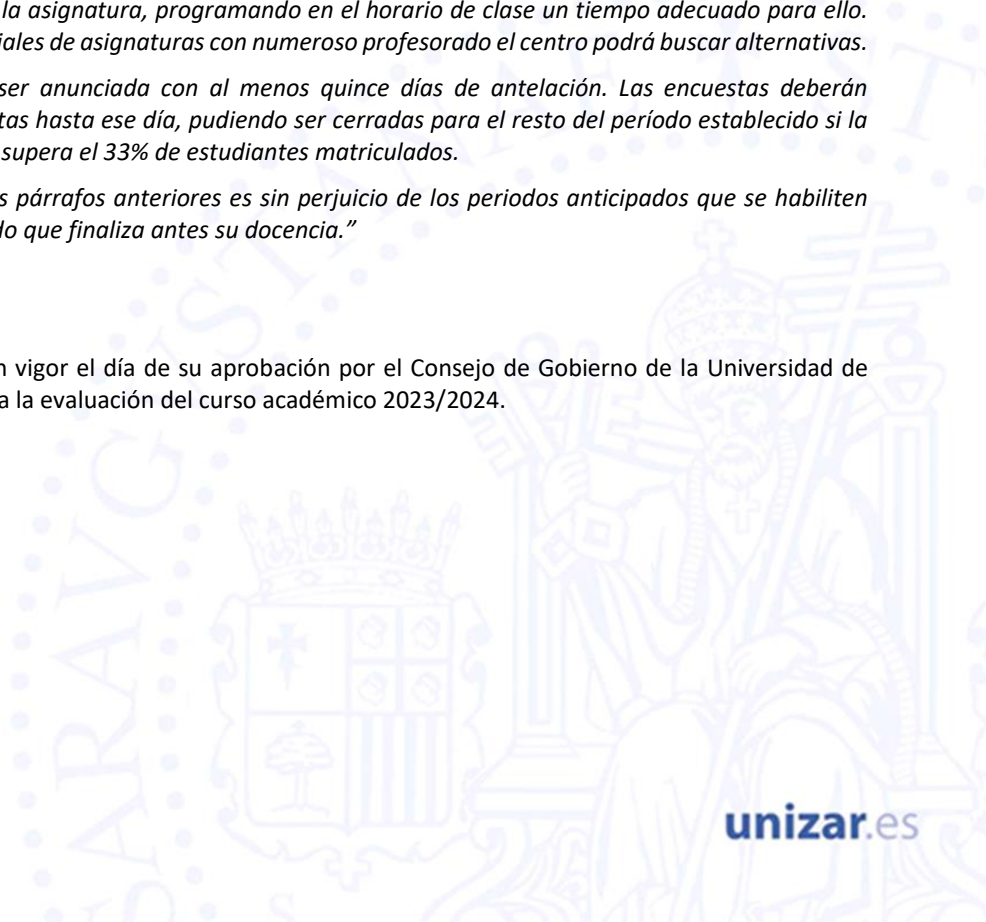 la asignatura, programando en el horario de clase un tiempo adecuado para ello.
iales de asignaturas con numeroso profesorado el centro podrá buscar alternativas.
ser anunciada con al menos quince días de antelación. Las encuestas deberán
tas hasta ese día, pudiendo ser cerradas para el resto del período establecido si la
supera el 33% de estudiantes matriculados.
s párrafos anteriores es sin perjuicio de los periodos anticipados que se habiliten
do que finaliza antes su docencia.”
n vigor el día de su aprobación por el Consejo de Gobierno de la Universidad de
a la evaluación del curso académico 2023/2024.
unizar.es